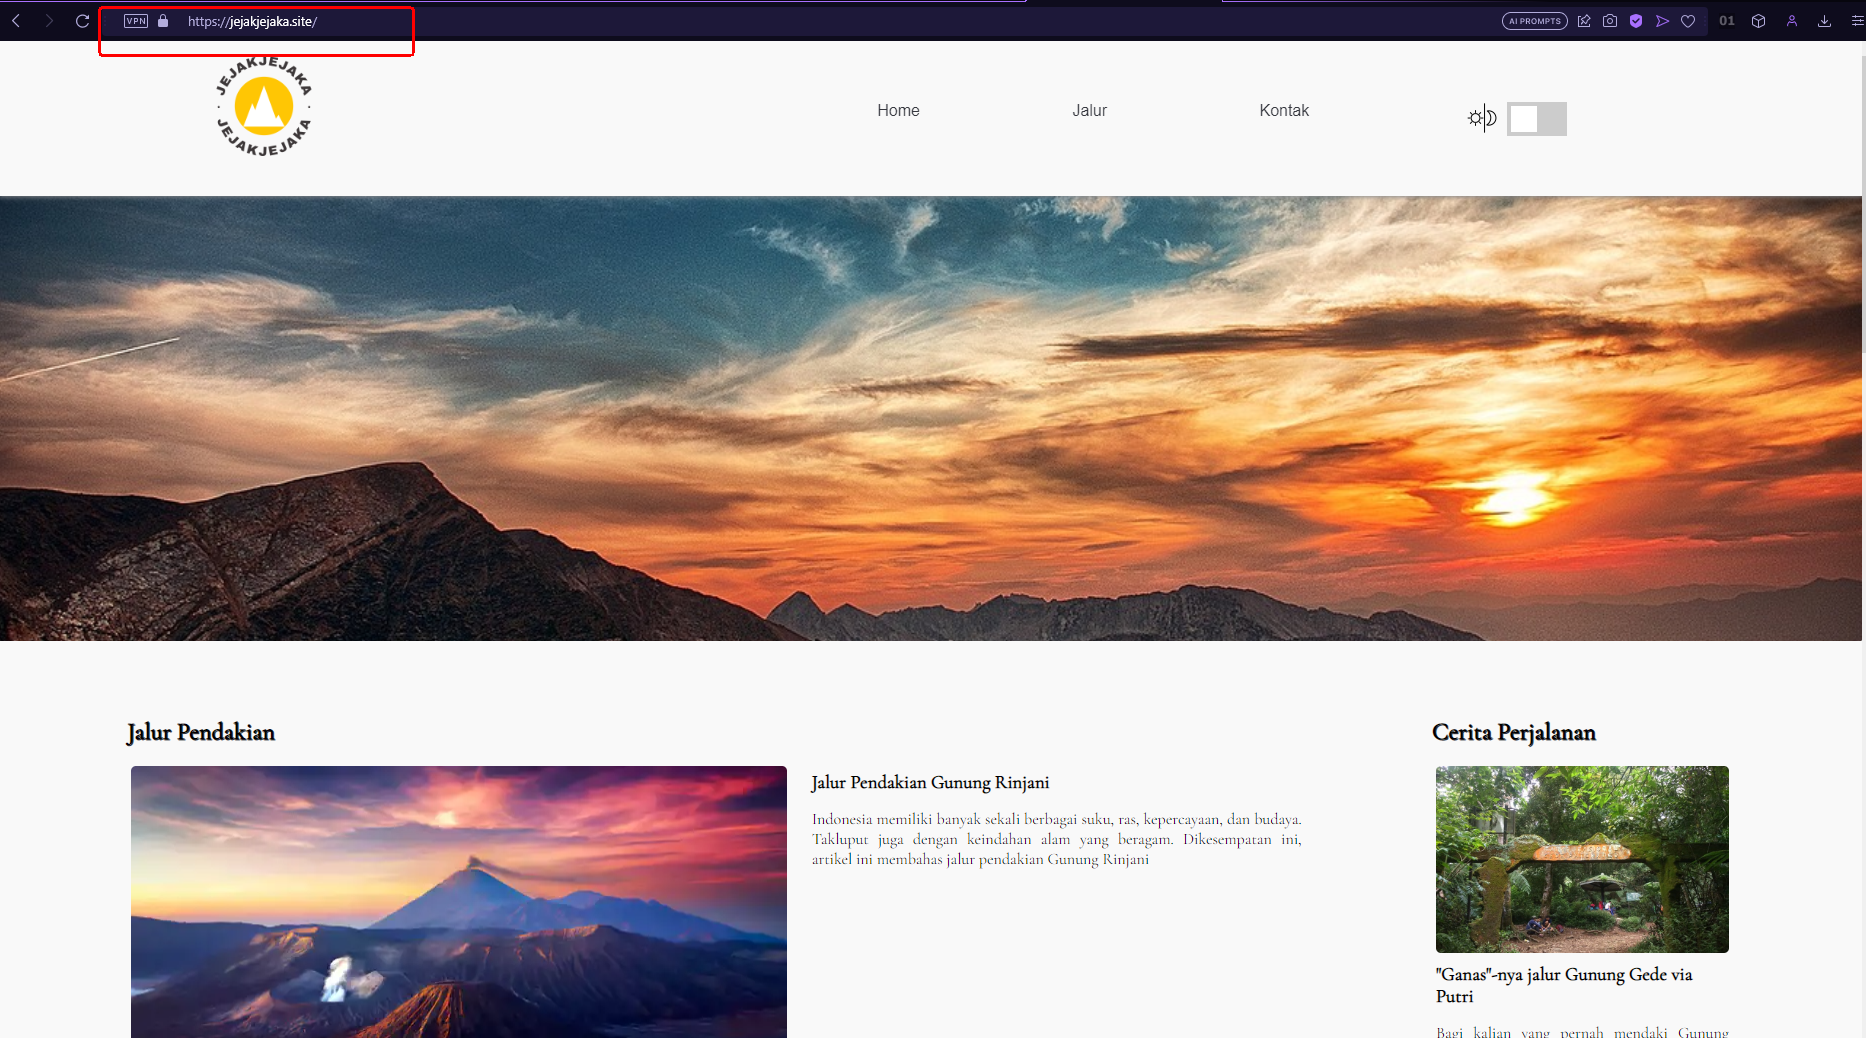 VPN https://jejakjejaka.site/ AI PROMPTS 01
JEJAKJEJAKA
JEJAKJEJAKA
Home Jalur Kontak
Jalur Pendakian
Jalur Pendakian Gunung Rinjani
Indonesia memiliki banyak sekali berbagai suku, ras, kepercayaan, dan budaya.
Takluput juga dengan keindahan alam yang beragam. Dikesempatan ini,
artikel ini membahas jalur pendakian Gunung Rinjani
Cerita Perjalanan
"Ganas"-nya jalur Gunung Gede via
Putri
Bagi kalian yang pernah mendaki Gunung